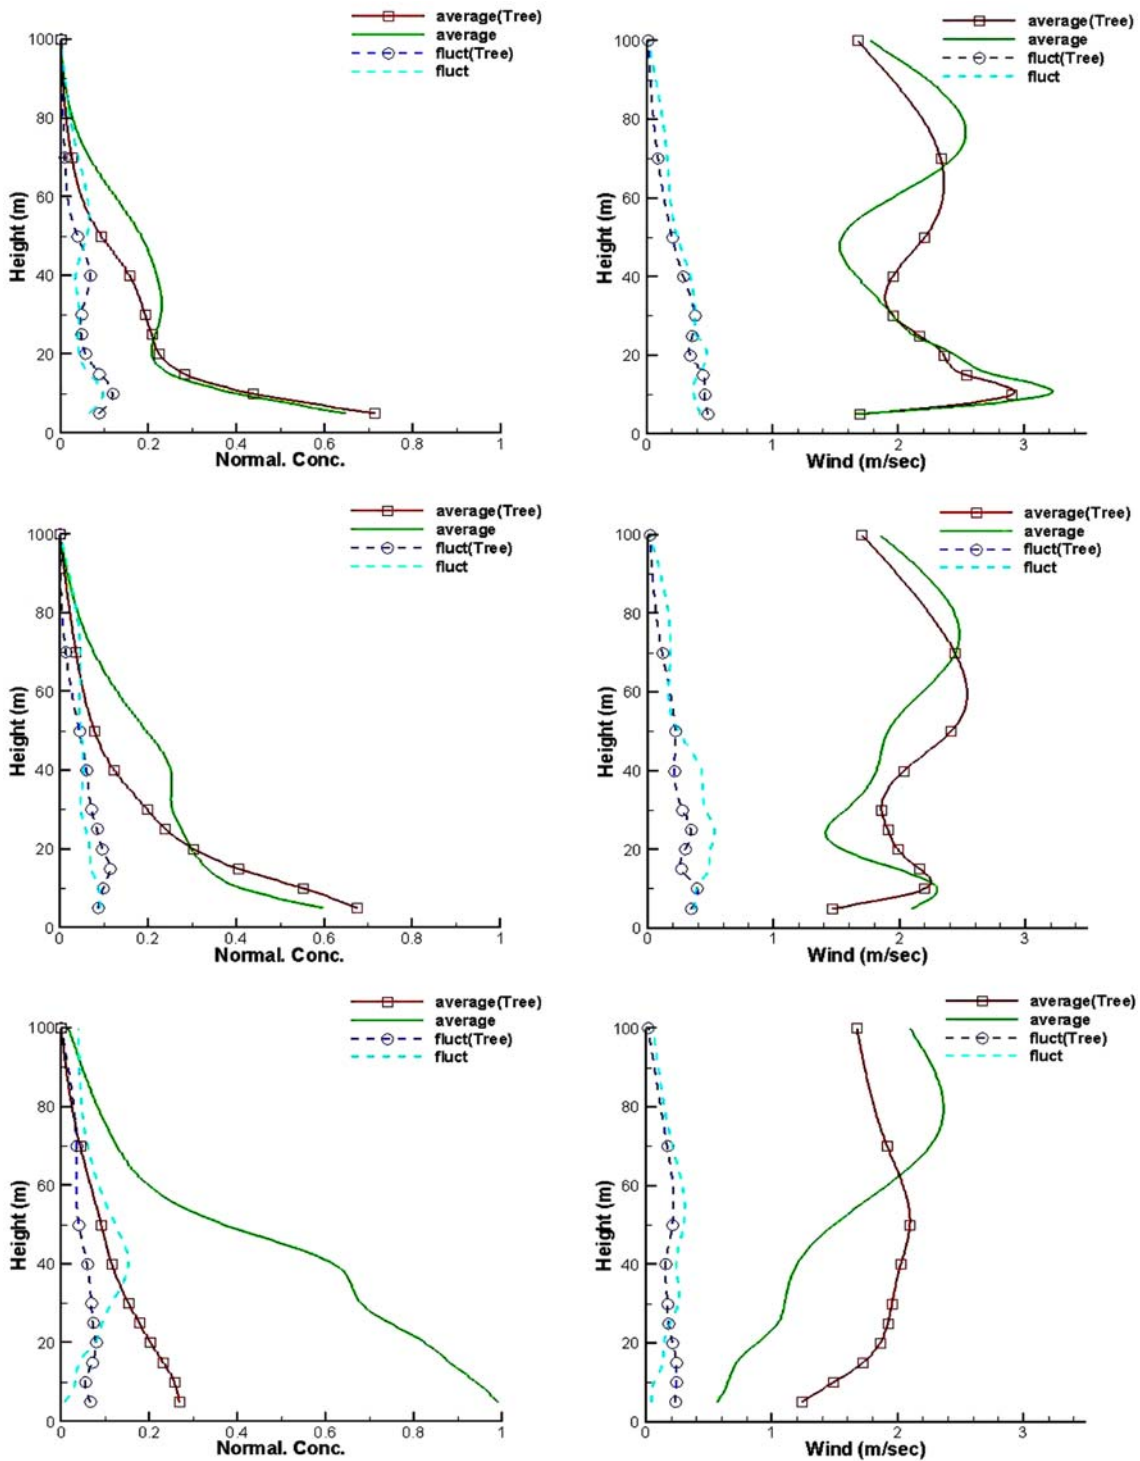 average(Tree)
average
fluct(Tree)
fluct
100
80
60
40
20
0
Height (m)
0
0.2
0.4
0.6
0.8
1
Normal. Conc.
average(Tree)
average
fluct(Tree)
fluct
100
80
60
40
20
0
Height (m)
0
1
2
3
Wind (m/sec)
average(Tree)
average
fluct(Tree)
fluct
100
80
60
40
20
0
Height (m)
0
0.2
0.4
0.6
0.8
1
Normal. Conc.
average(Tree)
average
fluct(Tree)
fluct
100
80
60
40
20
0
Height (m)
0
1
2
3
Wind (m/sec)
average(Tree)
average
fluct(Tree)
fluct
100
80
60
40
20
0
Height (m)
0
0.2
0.4
0.6
0.8
1
Normal. Conc.
average(Tree)
average
fluct(Tree)
fluct
100
80
60
40
20
0
Height (m)
0
1
2
3
Wind (m/sec)